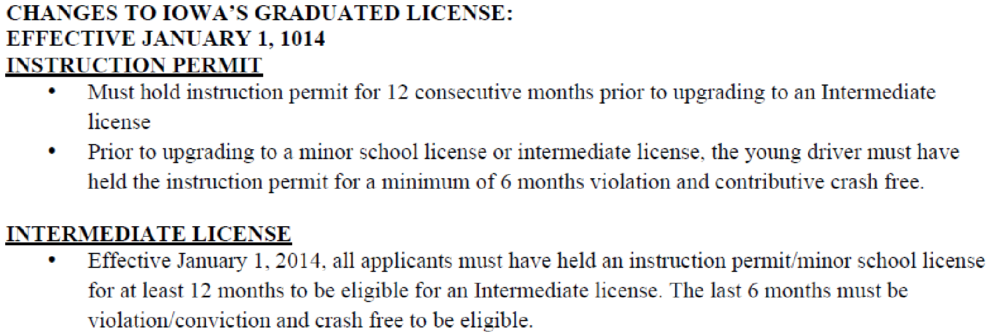 CHANGES TO IOWA'S GRADUATED LICENSE:
EFFECTIVE JANUARY 1, 1014
INSTRUCTION PERMIT
• Must hold instruction permit for 12 consecutive months prior to upgrading to an Intermediate
license
• Prior to upgrading to a minor school license or intermediate license, the young driver must have
held the instruction permit for a minimum of 6 months violation and contributive crash free.
INTERMEDIATE LICENSE
• Effective January 1, 2014, all applicants must have held an instruction permit/minor school license
for at least 12 months to be eligible for an Intermediate license. The last 6 months must be
violation/conviction and crash free to be eligible.